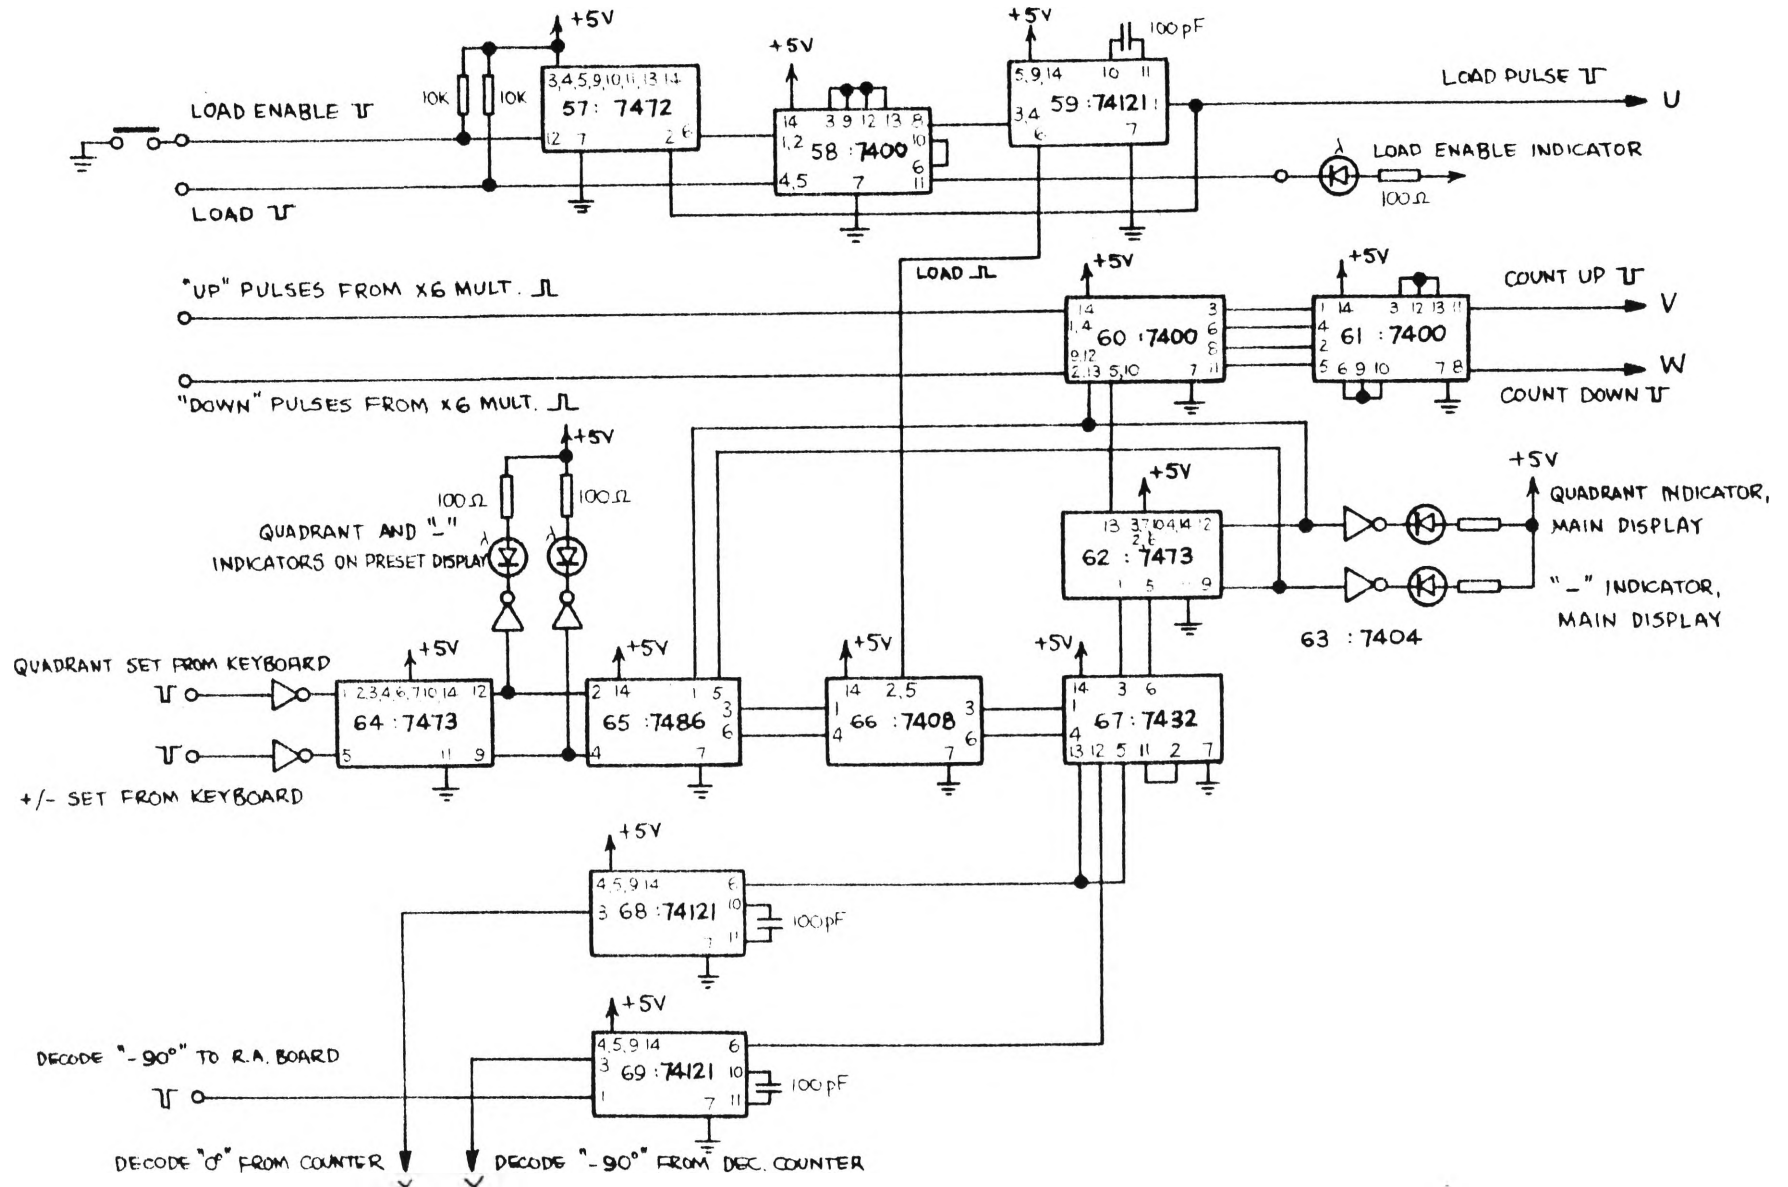 +5V
+5V
+5V
100pF
10K
10K
LOAD ENABLE
3,4,5,9,10,11,13 14
57: 7472
12 7 2 6
14 3 9 12 13 8
1,2 10
58 :7400
6
4,5 7 11
5,9,14 10 11
59 :74121 1
3,4
6 7
LOAD PULSE
U
LOAD ENABLE INDICATOR
λ
100Ω
LOAD
LOAD
"UP" PULSES FROM X6 MULT.
+5V
+5V
COUNT UP
V
14 3
1,4 6
60 :7400
9,12 8
2,13 5,10 7 11
1 14 3 12 13 11
4
61 :7400
2
5 6 9 10 7 8
W
COUNT DOWN
"DOWN" PULSES FROM X6 MULT.
+5V
100Ω
100Ω
QUADRANT AND "-"
INDICATORS ON PRESET DISPLAY
λ
λ
+5V
13 3,7 10 4,14 12
2,6
62 :7473
1 5 11 9
+5V
QUADRANT INDICATOR,
MAIN DISPLAY
"-" INDICATOR,
MAIN DISPLAY
63 :7404
QUADRANT SET FROM KEYBOARD
+5V
+5V
+5V
+5V
1 2,3,4 6,7 10,14 12
64 :7473
5 11 9
2 14 1 5
3
65 :7486
6
4 7
14 2,5
1 3
66 :7408
4 6
7
14 3 6
1
67:7432
4
13 12 5 11 2 7
+/- SET FROM KEYBOARD
+5V
4,5,9 14 6
3 68 :74121 10
7 11
100pF
+5V
4,5,9 14 6
3
69 :74121 10
1 7 11
100pF
DECODE "-90°" TO R.A. BOARD
DECODE "0°" FROM COUNTER
DECODE "-90°" FROM DEC. COUNTER